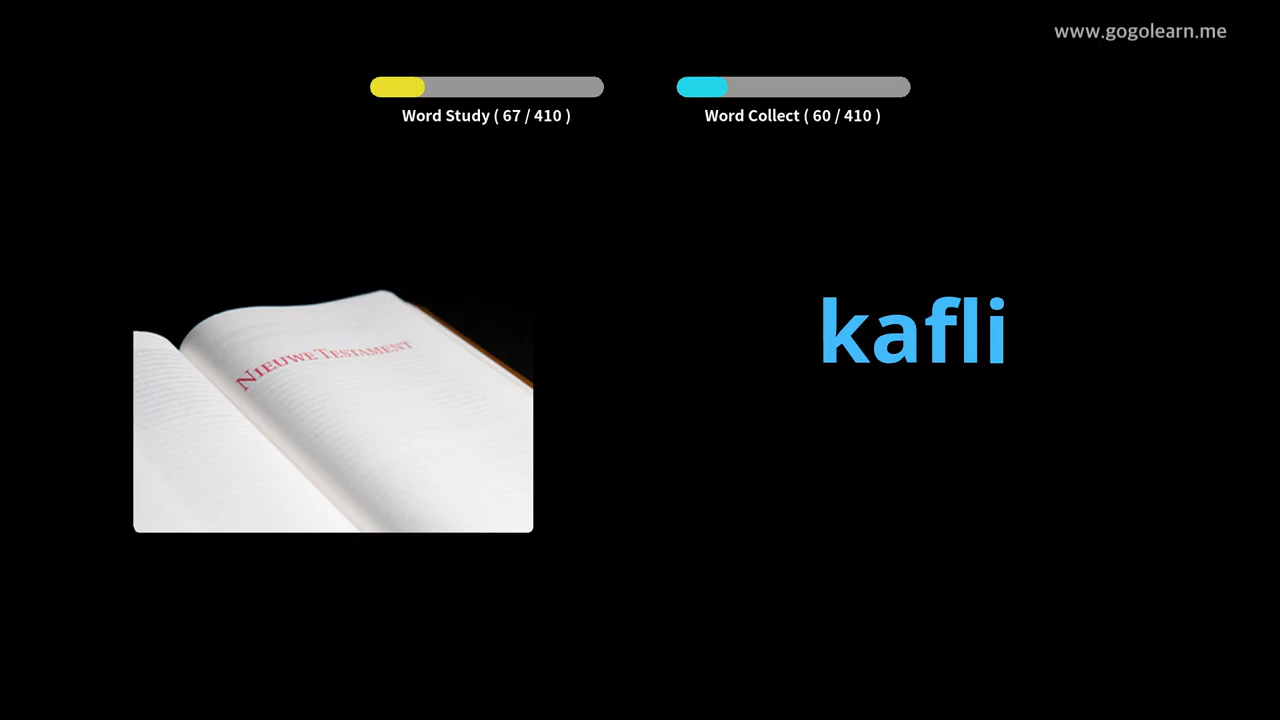 www.gogolearn.me
Word Study ( 67 / 410 )
Word Collect ( 60 / 410 )
NIEUWE TESTAMENT
kafli